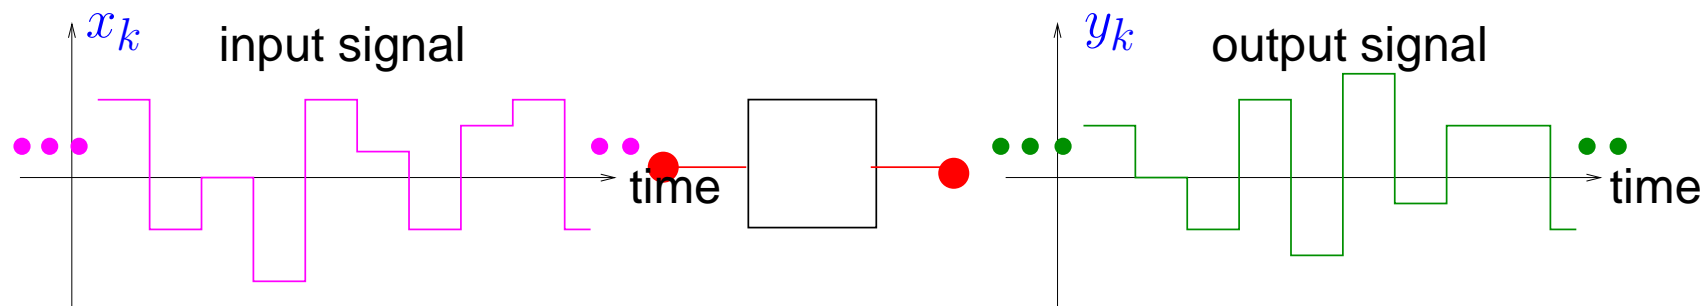 $x_k$
input signal
time
$y_k$
output signal
time